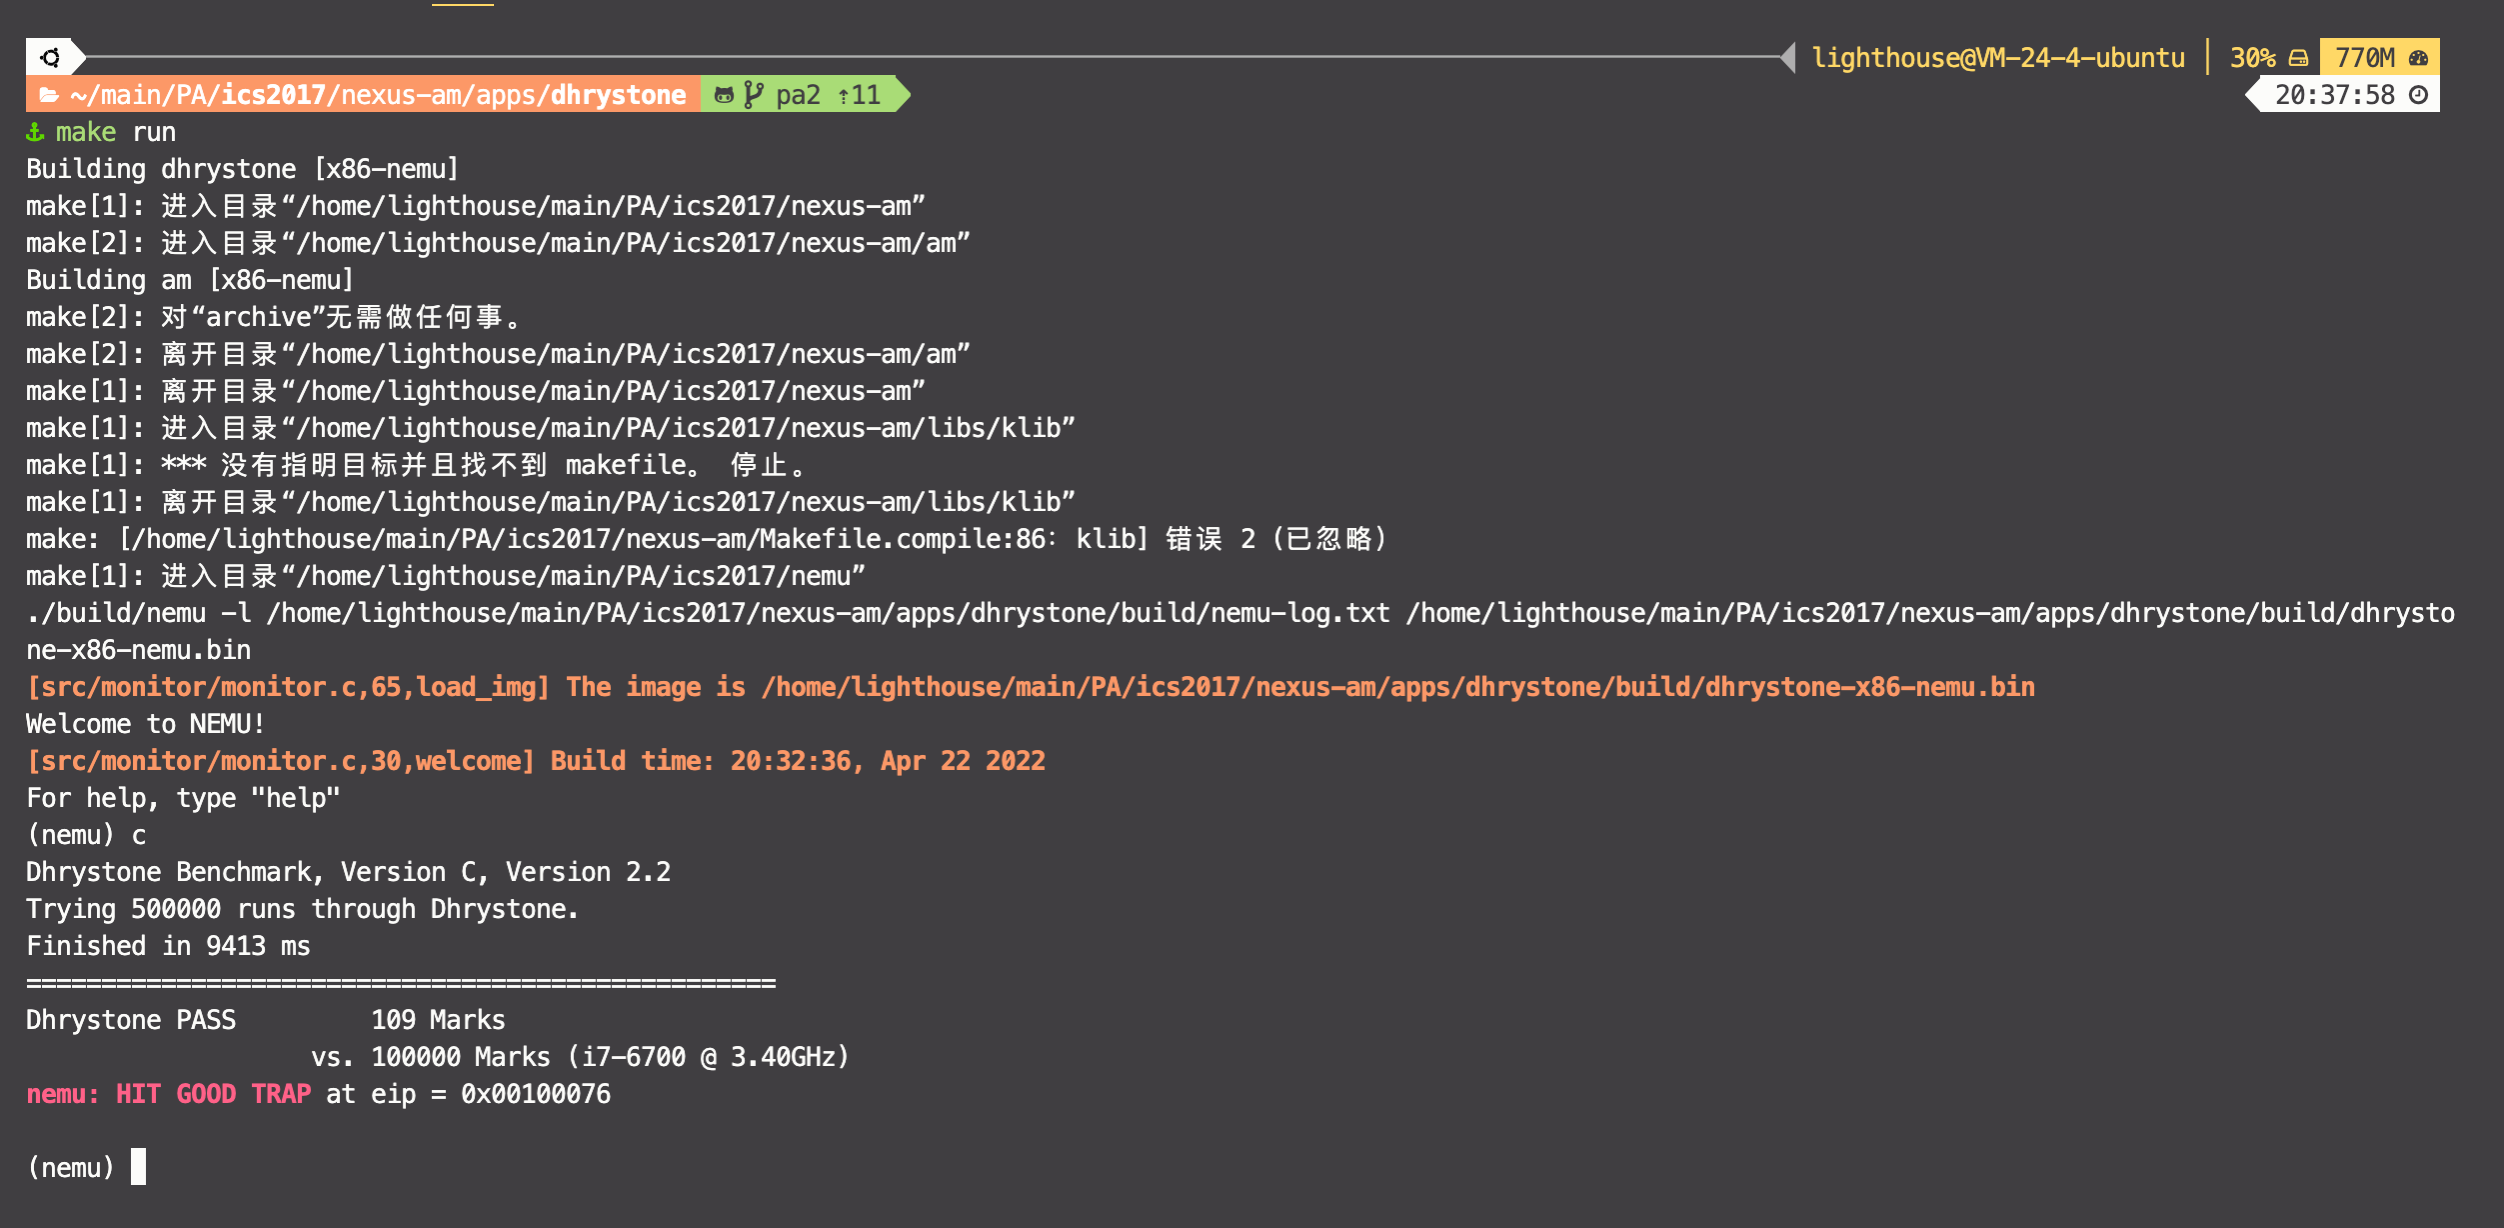 lighthouse@VM-24-4-ubuntu 30% 770M
~/main/PA/ics2017/nexus-am/apps/dhrystone pa2 ⇡11 20:37:58
make run
Building dhrystone [x86-nemu]
make[1]: 进入目录“/home/lighthouse/main/PA/ics2017/nexus-am”
make[2]: 进入目录“/home/lighthouse/main/PA/ics2017/nexus-am/am”
Building am [x86-nemu]
make[2]: 对“archive”无需做任何事。
make[2]: 离开目录“/home/lighthouse/main/PA/ics2017/nexus-am/am”
make[1]: 离开目录“/home/lighthouse/main/PA/ics2017/nexus-am”
make[1]: 进入目录“/home/lighthouse/main/PA/ics2017/nexus-am/libs/klib”
make[1]: *** 没有指明目标并且找不到 makefile。 停止。
make[1]: 离开目录“/home/lighthouse/main/PA/ics2017/nexus-am/libs/klib”
make: [/home/lighthouse/main/PA/ics2017/nexus-am/Makefile.compile:86：klib] 错误 2（已忽略）
make[1]: 进入目录“/home/lighthouse/main/PA/ics2017/nemu”
./build/nemu -l /home/lighthouse/main/PA/ics2017/nexus-am/apps/dhrystone/build/nemu-log.txt /home/lighthouse/main/PA/ics2017/nexus-am/apps/dhrystone/build/dhrysto
ne-x86-nemu.bin
[src/monitor/monitor.c,65,load_img] The image is /home/lighthouse/main/PA/ics2017/nexus-am/apps/dhrystone/build/dhrystone-x86-nemu.bin
Welcome to NEMU!
[src/monitor/monitor.c,30,welcome] Build time: 20:32:36, Apr 22 2022
For help, type "help"
(nemu) c
Dhrystone Benchmark, Version C, Version 2.2
Trying 500000 runs through Dhrystone.
Finished in 9413 ms
==================================================
Dhrystone PASS         109 Marks
                   vs. 100000 Marks (i7-6700 @ 3.40GHz)
nemu: HIT GOOD TRAP at eip = 0x00100076
(nemu)